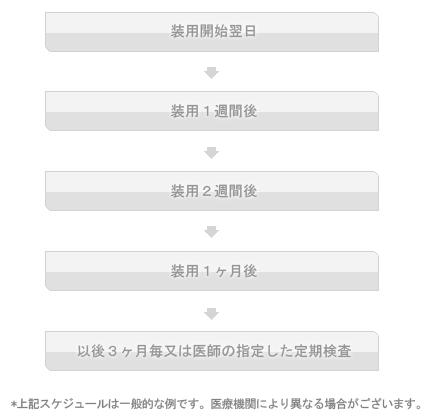 装用開始翌日
装用１週間後
装用２週間後
装用１ヶ月後
以後３ヶ月毎又は医師の指定した定期検査
*上記スケジュールは一般的な例です。医療機関により異なる場合がございます。